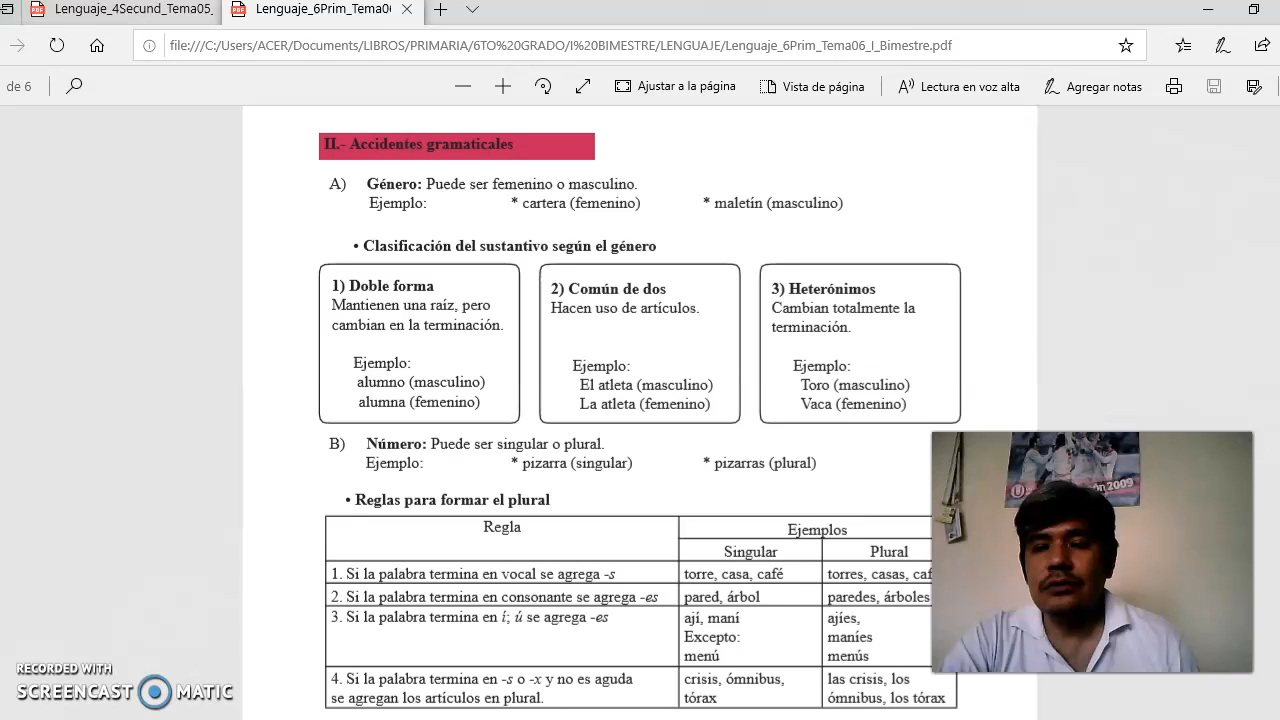 Lenguaje_4Secund_Tema05.
Lenguaje_6Prim_Tema0
file:///C:/Users/ACER/Documents/LIBROS/PRIMARIA/6TO%20GRADO/I%20BIMESTRE/LENGUAJE/Lenguaje_6Prim_Tema06_I_Bimestre.pdf
de 6
Ajustar a la página
Vista de página
Lectura en voz alta
Agregar notas
II.- Accidentes gramaticales
A) Género: Puede ser femenino o masculino.
Ejemplo: * cartera (femenino) * maletín (masculino)
• Clasificación del sustantivo según el género
1) Doble forma
Mantienen una raíz, pero
cambian en la terminación.
Ejemplo:
alumno (masculino)
alumna (femenino)
2) Común de dos
Hacen uso de artículos.
Ejemplo:
El atleta (masculino)
La atleta (femenino)
3) Heterónimos
Cambian totalmente la
terminación.
Ejemplo:
Toro (masculino)
Vaca (femenino)
B) Número: Puede ser singular o plural.
Ejemplo: * pizarra (singular) * pizarras (plural)
• Reglas para formar el plural
Regla
Ejemplos
Singular Plural
1. Si la palabra termina en vocal se agrega -s torre, casa, café torres, casas, caf
2. Si la palabra termina en consonante se agrega -es pared, árbol paredes, árboles
3. Si la palabra termina en í; ú se agrega -es ají, maní ajíes,
Excepto: maníes
menú menús
4. Si la palabra termina en -s o -x y no es aguda crisis, ómnibus, las crisis, los
se agregan los artículos en plural. tórax ómnibus, los tórax
RECORDED WITH
SCREENCAST MATIC